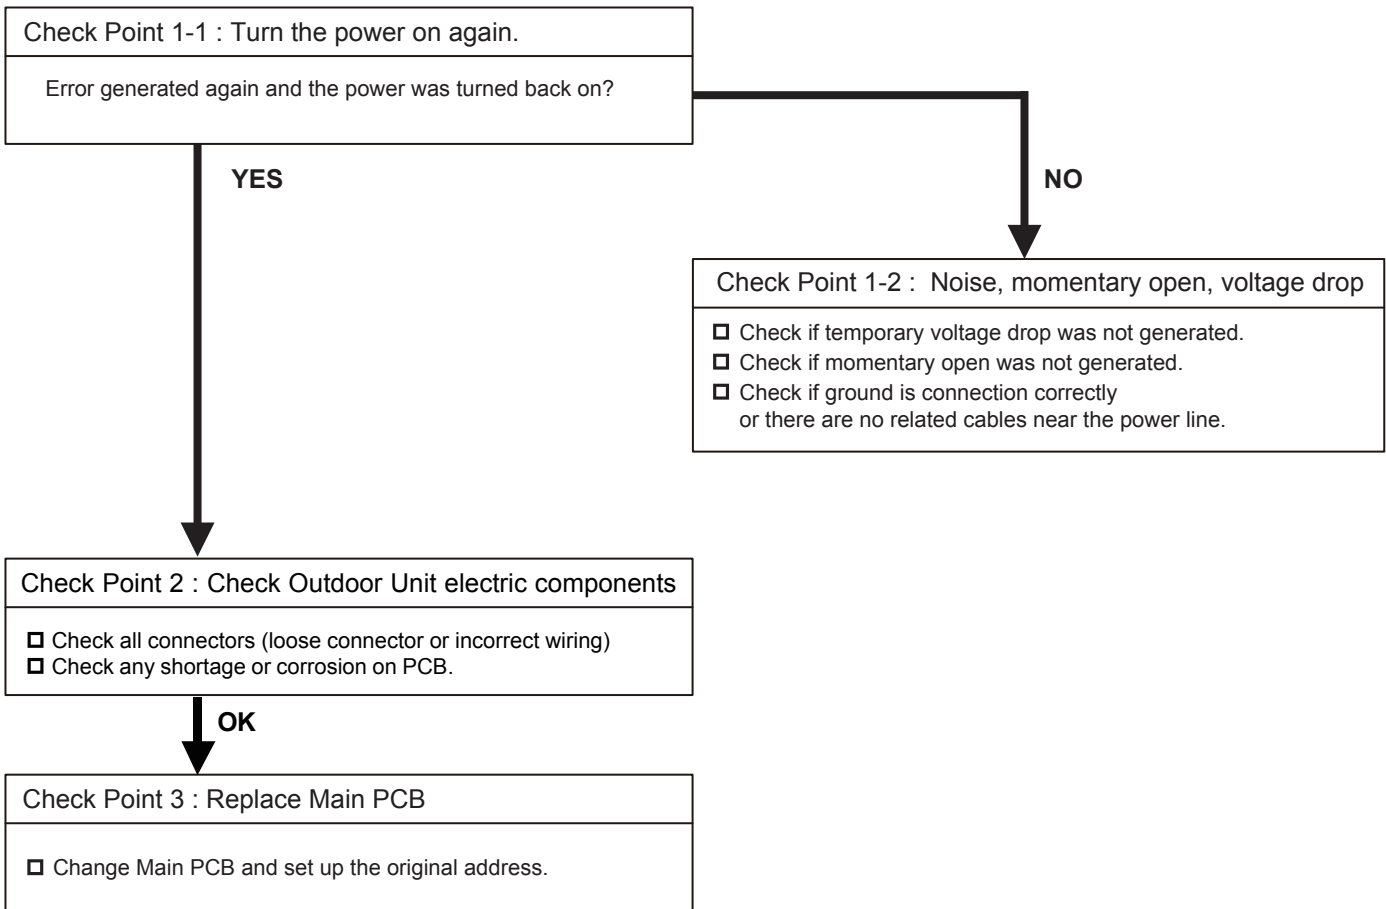 Check Point 1-1 : Turn the power on again.
Error generated again and the power was turned back on?
YES
NO
Check Point 1-2 :  Noise, momentary open, voltage drop
Check if temporary voltage drop was not generated.
Check if momentary open was not generated.
Check if ground is connection correctly
or there are no related cables near the power line.
Check Point 2 : Check Outdoor Unit electric components
Check all connectors (loose connector or incorrect wiring)
Check any shortage or corrosion on PCB.
OK
Check Point 3 : Replace Main PCB
Change Main PCB and set up the original address.